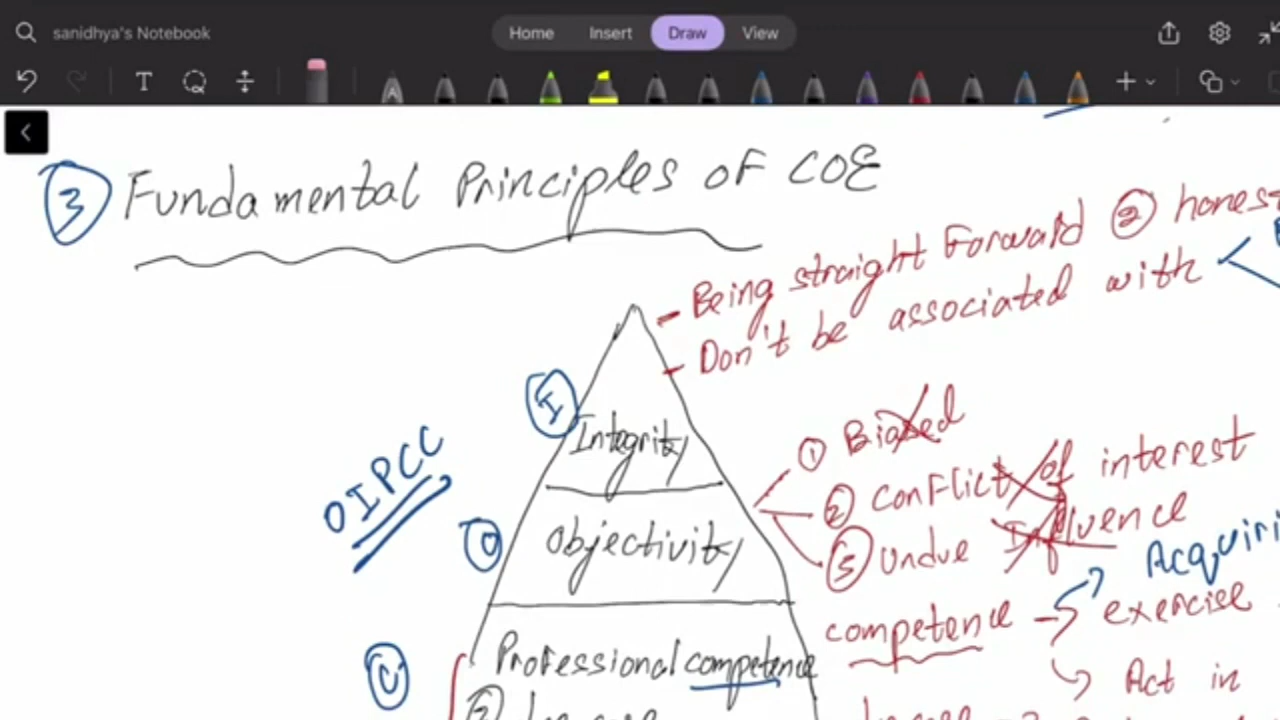 sanidhya's Notebook
Home Insert Draw View
T
A
3 Fundamental Principles of COE
- Being straight Forward & honest
- Don't be associated with
I
Integrity
OIPCC
① Biased
② Conflict of interest
③ undue Influence
O
Objectivity
Acquiri
competence → exercise
C
Professional competence
→ Act in
&